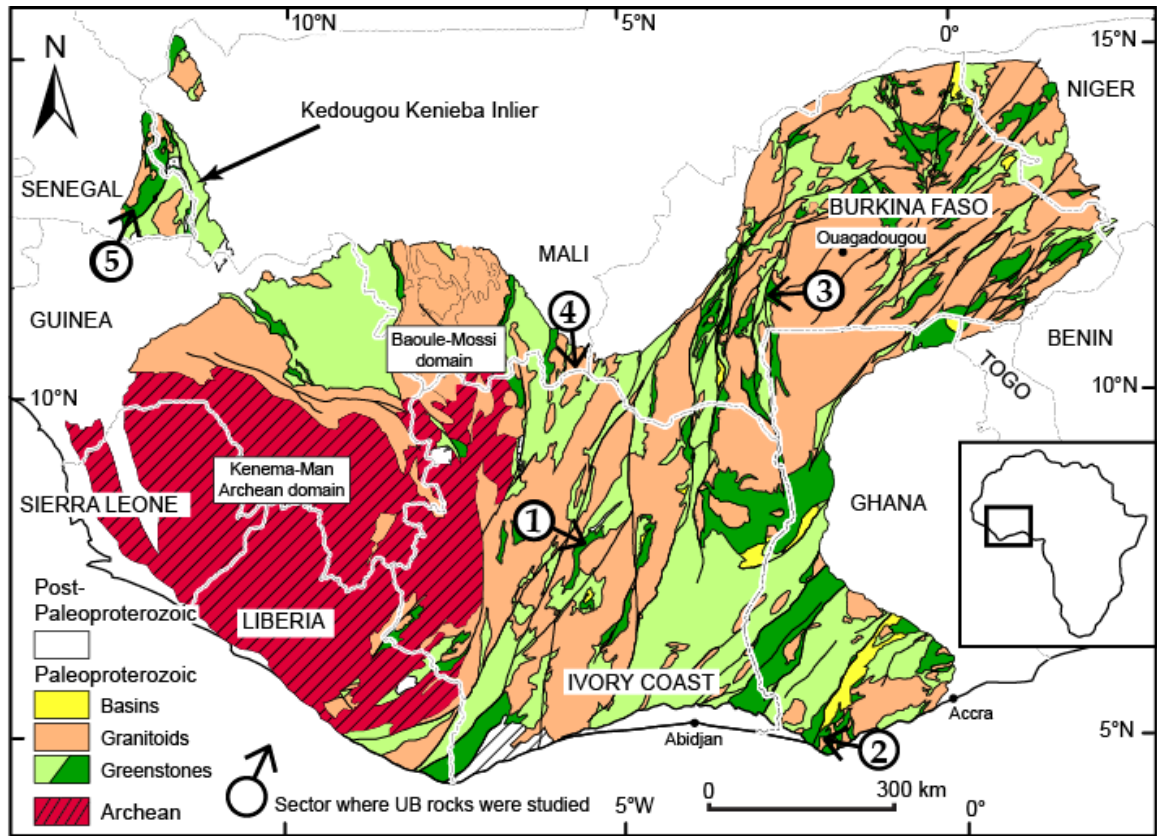 10°N
5°N
0°
15°N
N
NIGER
Kedougou Kenieba Inlier
SENEGAL
BURKINA FASO
Ouagadougou
MALI
5
4
3
GUINEA
BENIN
Baoule-Mossi
domain
TOGO
10°N
10°N
Kenema-Man
Archean domain
SIERRA LEONE
GHANA
1
Post-
Paleoproterozoic
LIBERIA
Paleoproterozoic
IVORY COAST
Basins
Accra
Granitoids
Abidjan
2
5°N
Greenstones
Archean
Sector where UB rocks were studied
5°W
0
300 km
0°